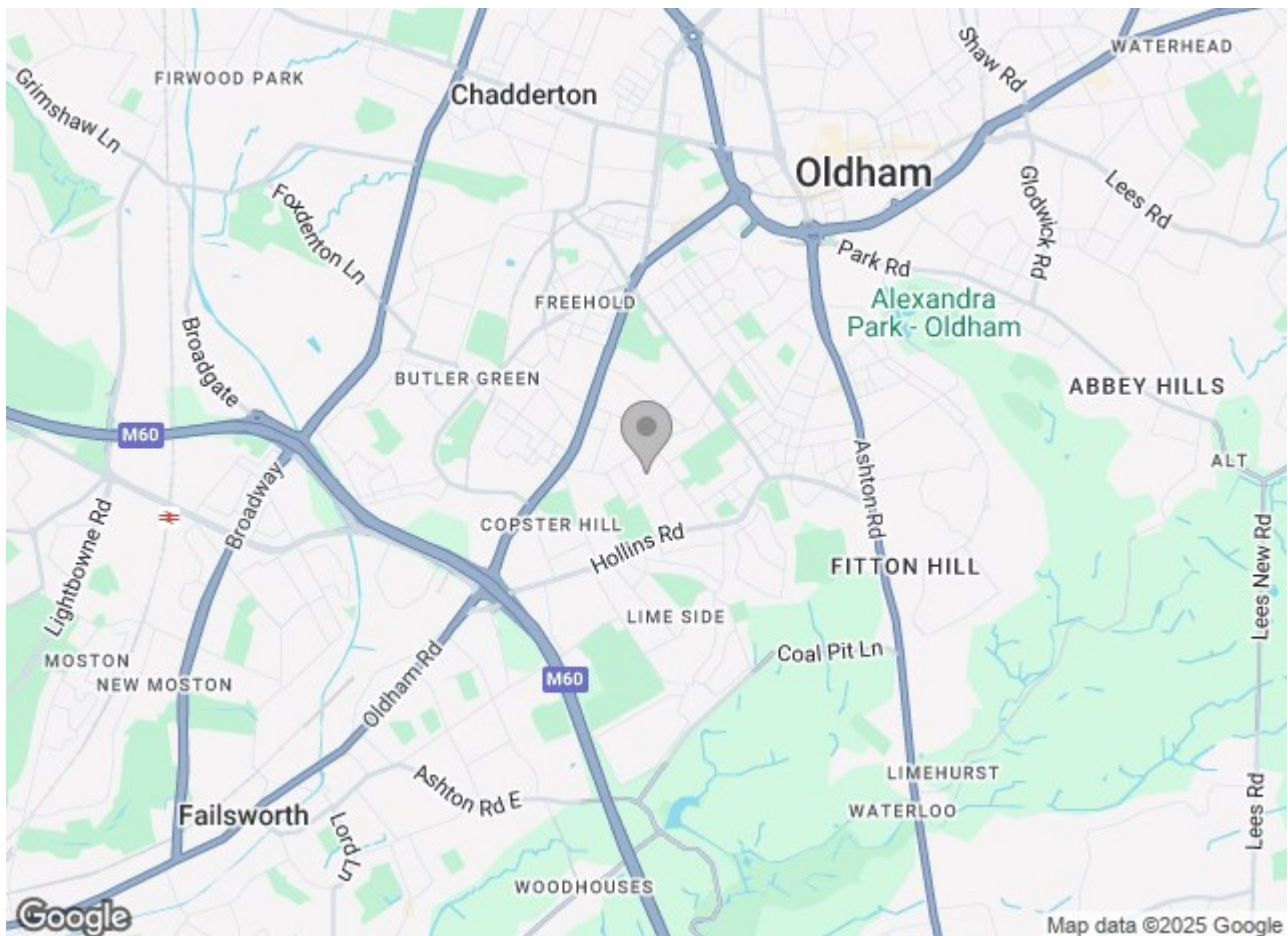 WATERHEAD
Shaw Rd
FIRWOOD PARK
Grimshaw Ln
Chadderton
Oldham
Foxdenton Ln
Glodwick Rd
Lees Rd
Park Rd
FREEHOLD
Alexandra
Park - Oldham
Broadgate
BUTLER GREEN
ABBEY HILLS
M60
ALT
Ashton Rd
Lightbowne Rd
Broadway
COPSTER HILL
Hollins Rd
FITTON HILL
Lees New Rd
LIME SIDE
Coal Pit Ln
MOSTON
NEW MOSTON
M60
Oldham Rd
LIMEHURST
Ashton Rd E
WATERLOO
Failsworth
Lord Ln
Lees Rd
WOODHOUSES
Google
Map data ©2025 Google